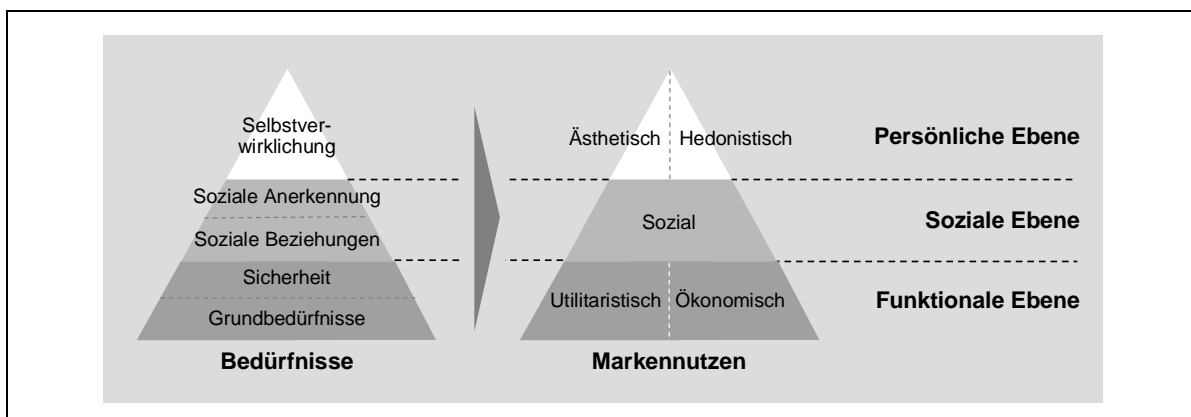 Selbstver-
wirklichung
Soziale Anerkennung
Soziale Beziehungen
Sicherheit
Grundbedürfnisse
Bedürfnisse
Ästhetisch
Hedonistisch
Sozial
Utilitaristisch
Ökonomisch
Markennutzen
Persönliche Ebene
Soziale Ebene
Funktionale Ebene